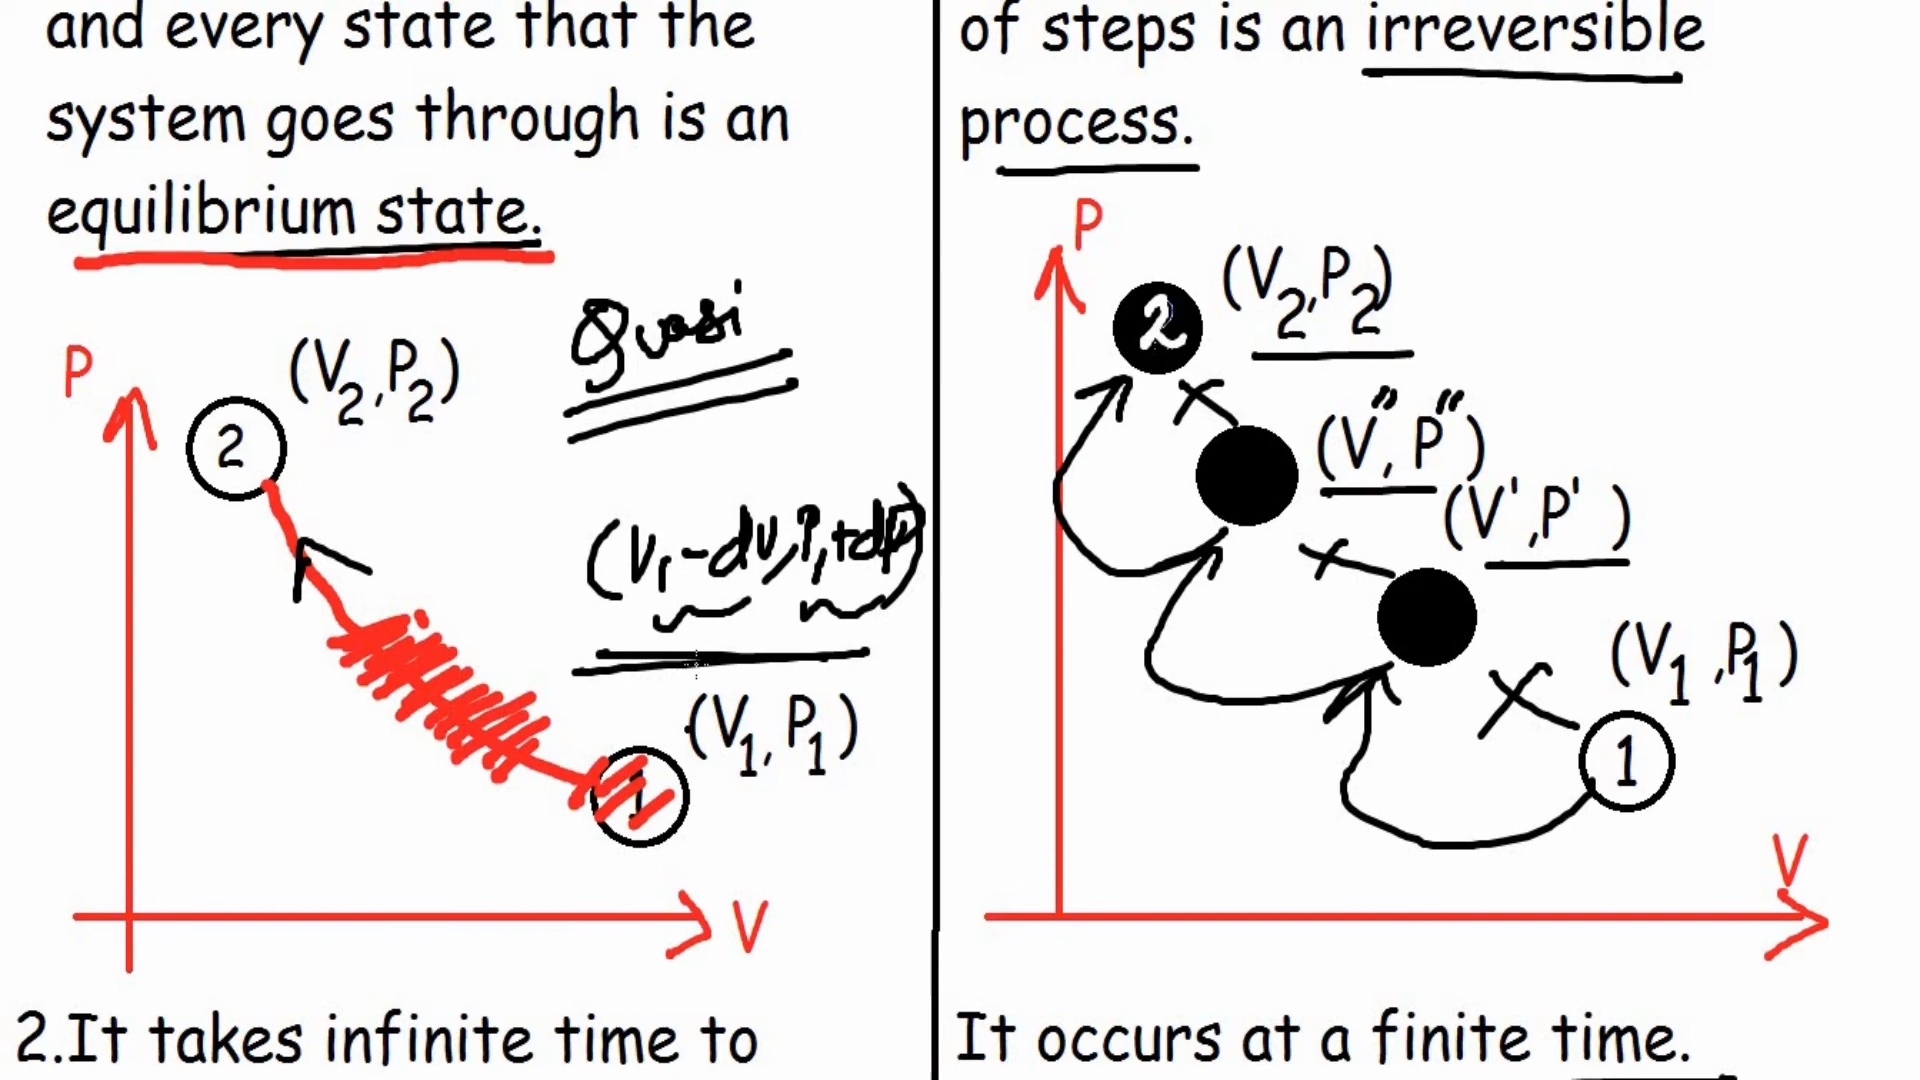 and every state that the
system goes through is an
equilibrium state.
Quasi
P
(V2,P2)
2
(V1-dV,P1+dP)
(V1,P1)
1
V
2.It takes infinite time to
of steps is an irreversible
process.
P
(V2,P2)
2
(V'',P'')
(V',P')
(V1,P1)
1
V
It occurs at a finite time.